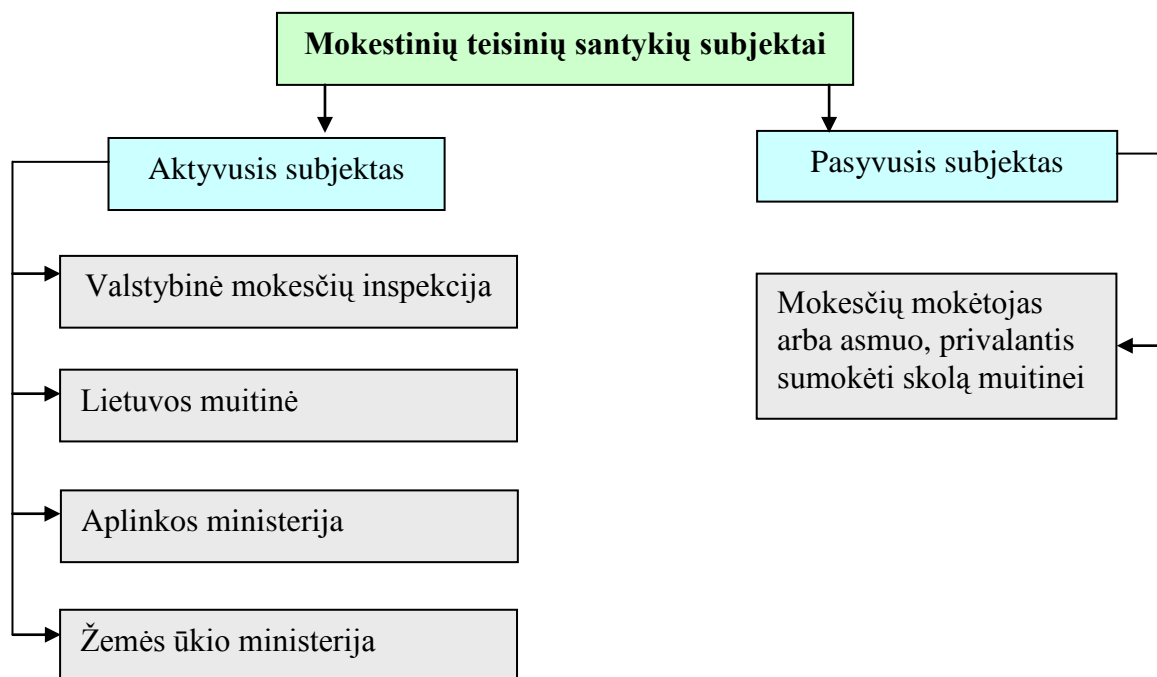 Mokestinių teisinių santykių subjektai
Aktyvusis subjektas
Valstybinė mokesčių inspekcija
Lietuvos muitinė
Aplinkos ministerija
Žemės ūkio ministerija
Pasyvusis subjektas
Mokesčių mokėtojas
arba asmuo, privalantis
sumokėti skolą muitinei